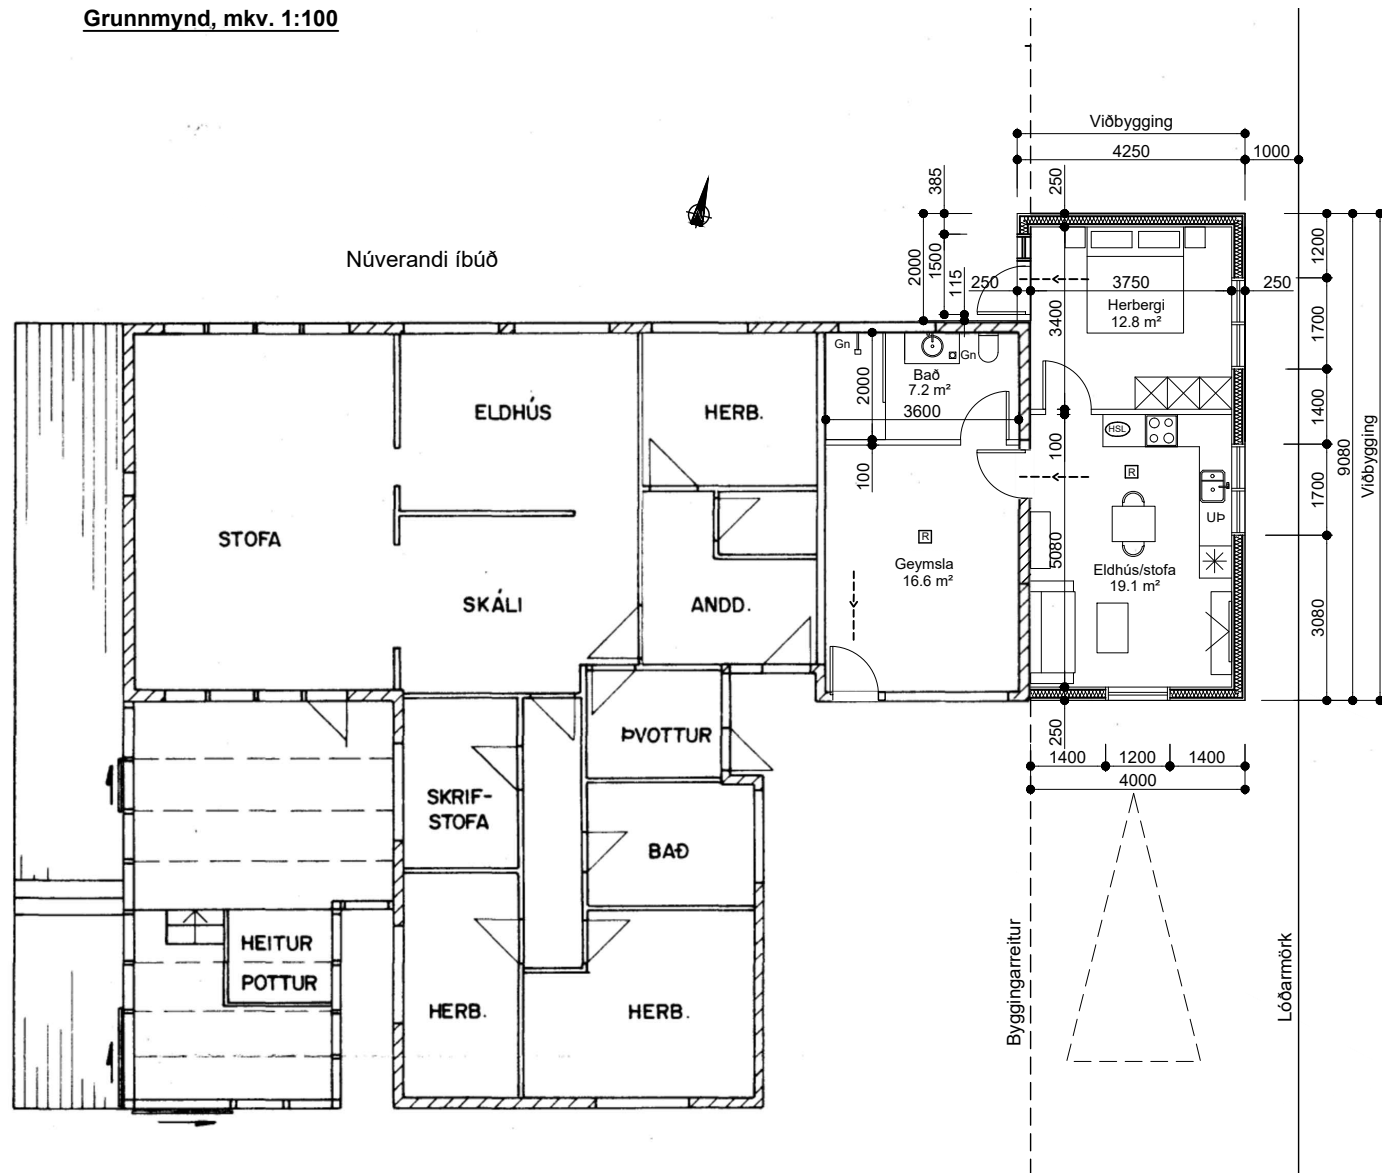 Grunnmynd, mkv. 1:100
Viðbygging
4250
1000
385
250
Núverandi íbúð
2000
1500
115
250
3750
250
1200
Herbergi
12.8 m²
3400
1700
Gn
Gn
Bað
7.2 m²
2000
ELDHÚS
HERB.
3600
1400
HSL
100
100
9080
Viðbygging
R
1700
UÞ
STOFA
R
Geymsla
16.6 m²
5080
Eldhús/stofa
19.1 m²
SKÁLI
ANDD.
3080
ÞVOTTUR
250
1400
1200
1400
4000
SKRIF-
STOFA
BAÐ
HEITUR
POTTUR
HERB.
HERB.
Byggingarreitur
Lóðarmörk